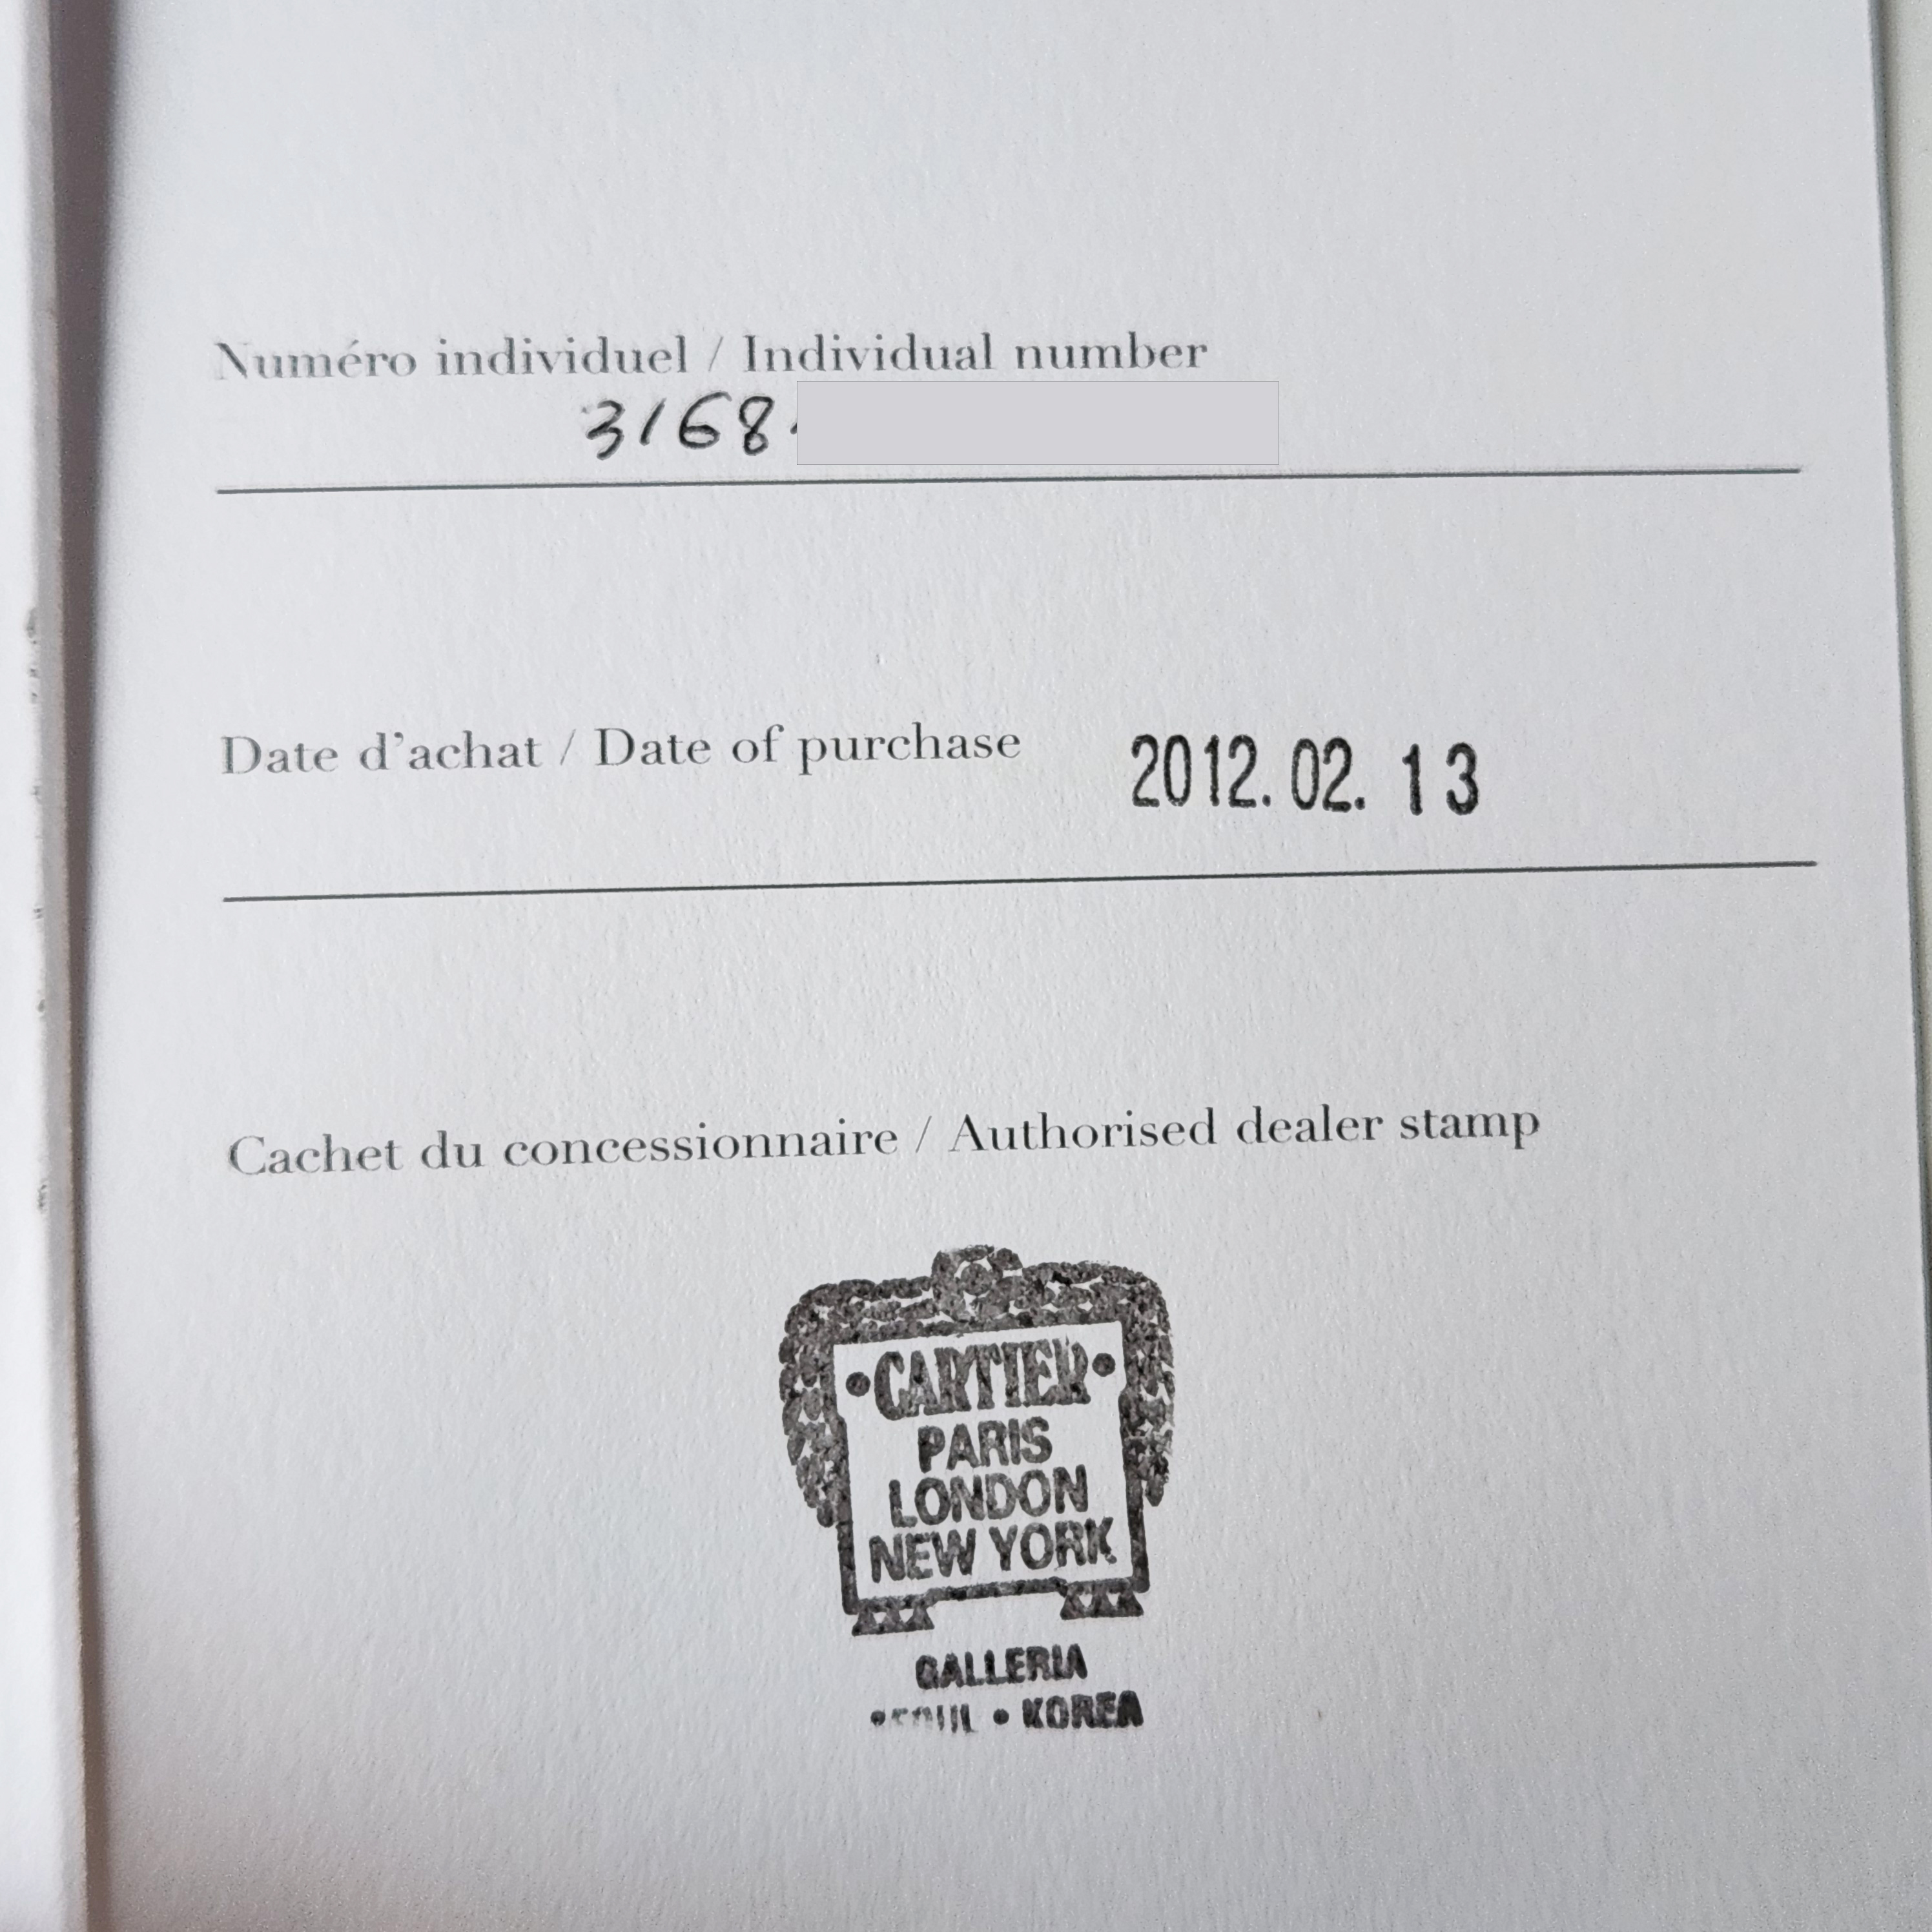 Numéro individuel / Individual number
3168
Date d'achat / Date of purchase 2012. 02. 13
Cachet du concessionnaire / Authorised dealer stamp
•CARTIER•
PARIS
LONDON
NEW YORK
GALLERIA
•SEOUL • KOREA